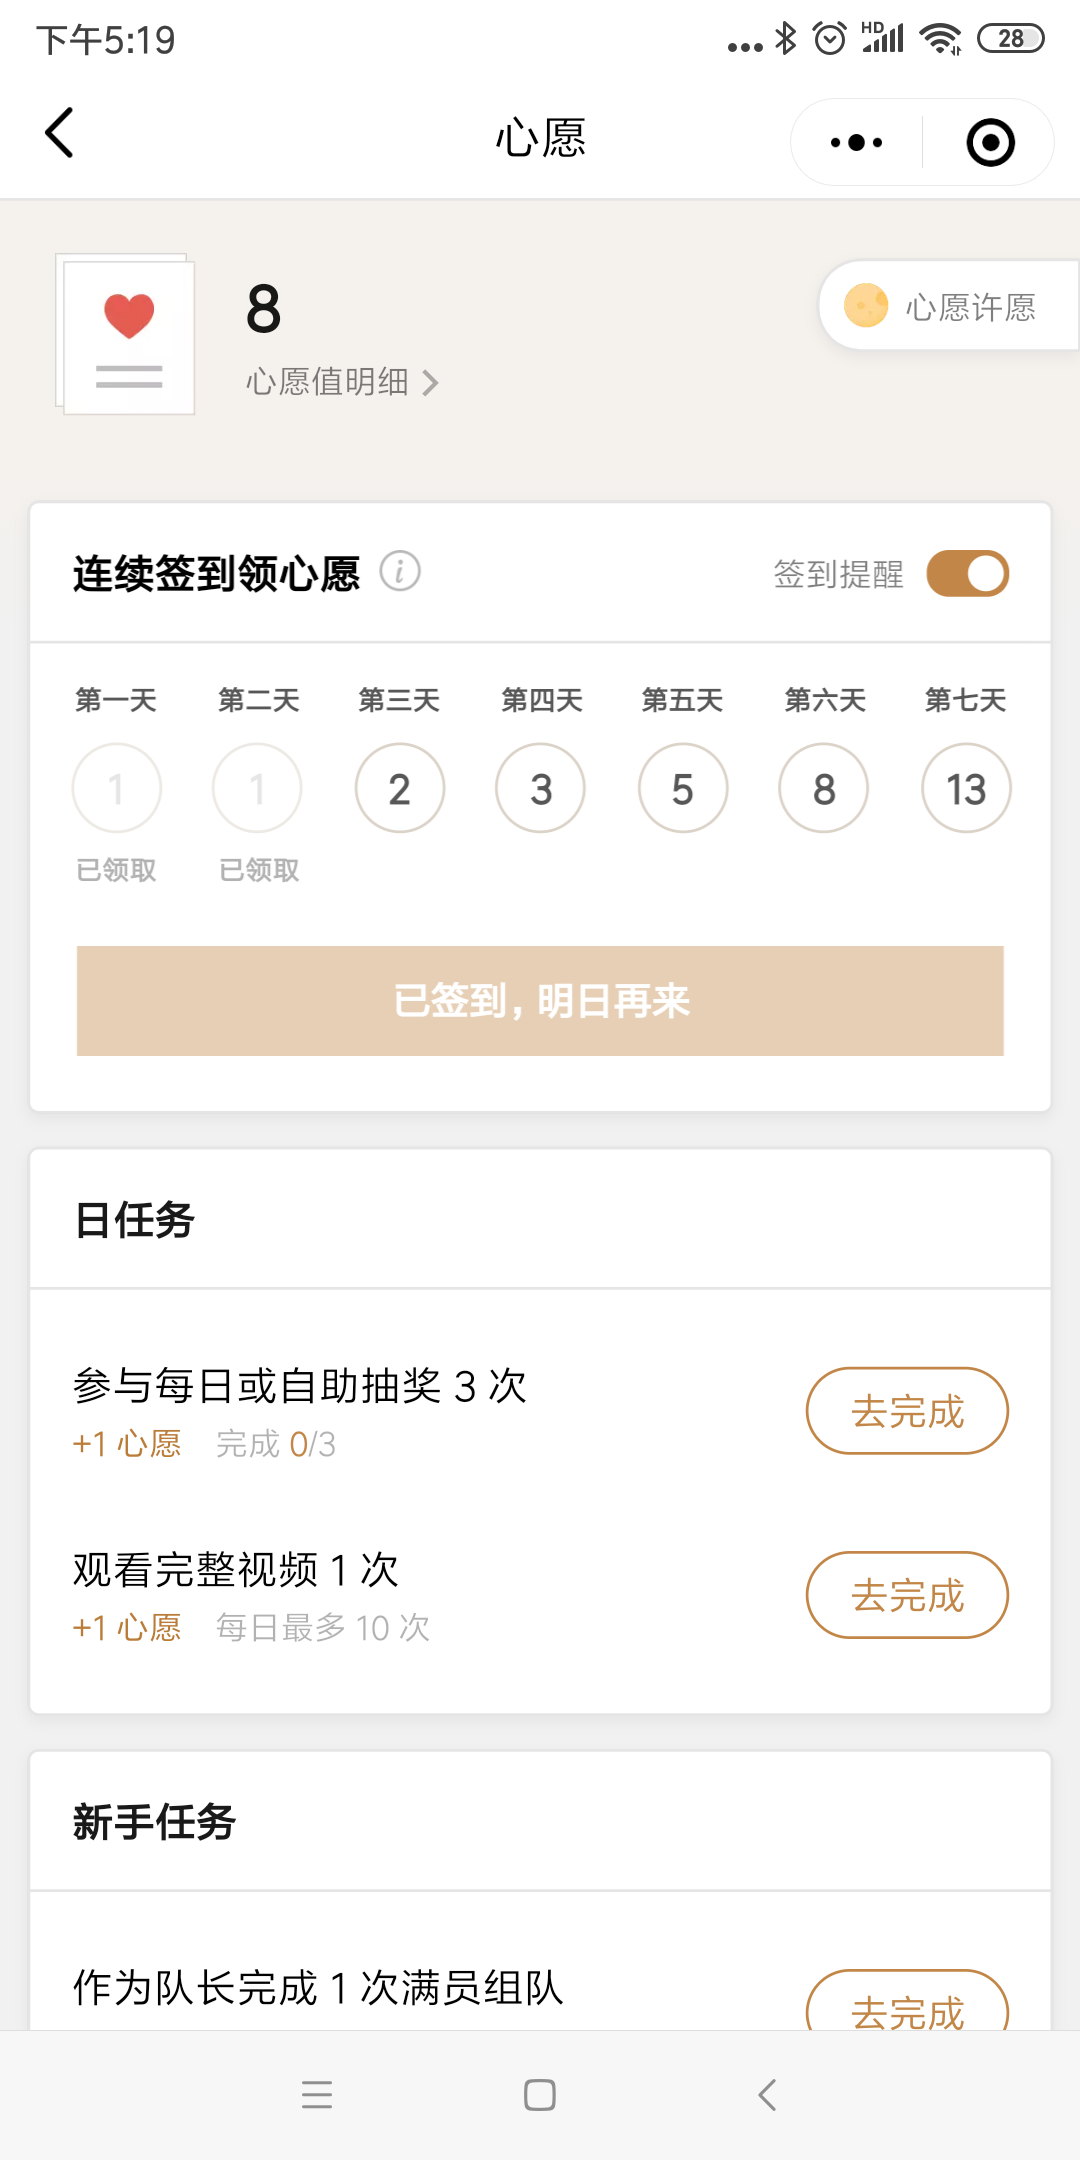 下午5:19
HD
28
心愿
8
心愿值明细
心愿许愿
连续签到领心愿
签到提醒
第一天 第二天 第三天 第四天 第五天 第六天 第七天
1 1 2 3 5 8 13
已领取 已领取
已签到，明日再来
日任务
参与每日或自助抽奖 3 次
+1 心愿 完成 0/3
去完成
观看完整视频 1 次
+1 心愿 每日最多 10 次
去完成
新手任务
作为队长完成 1 次满员组队
去完成